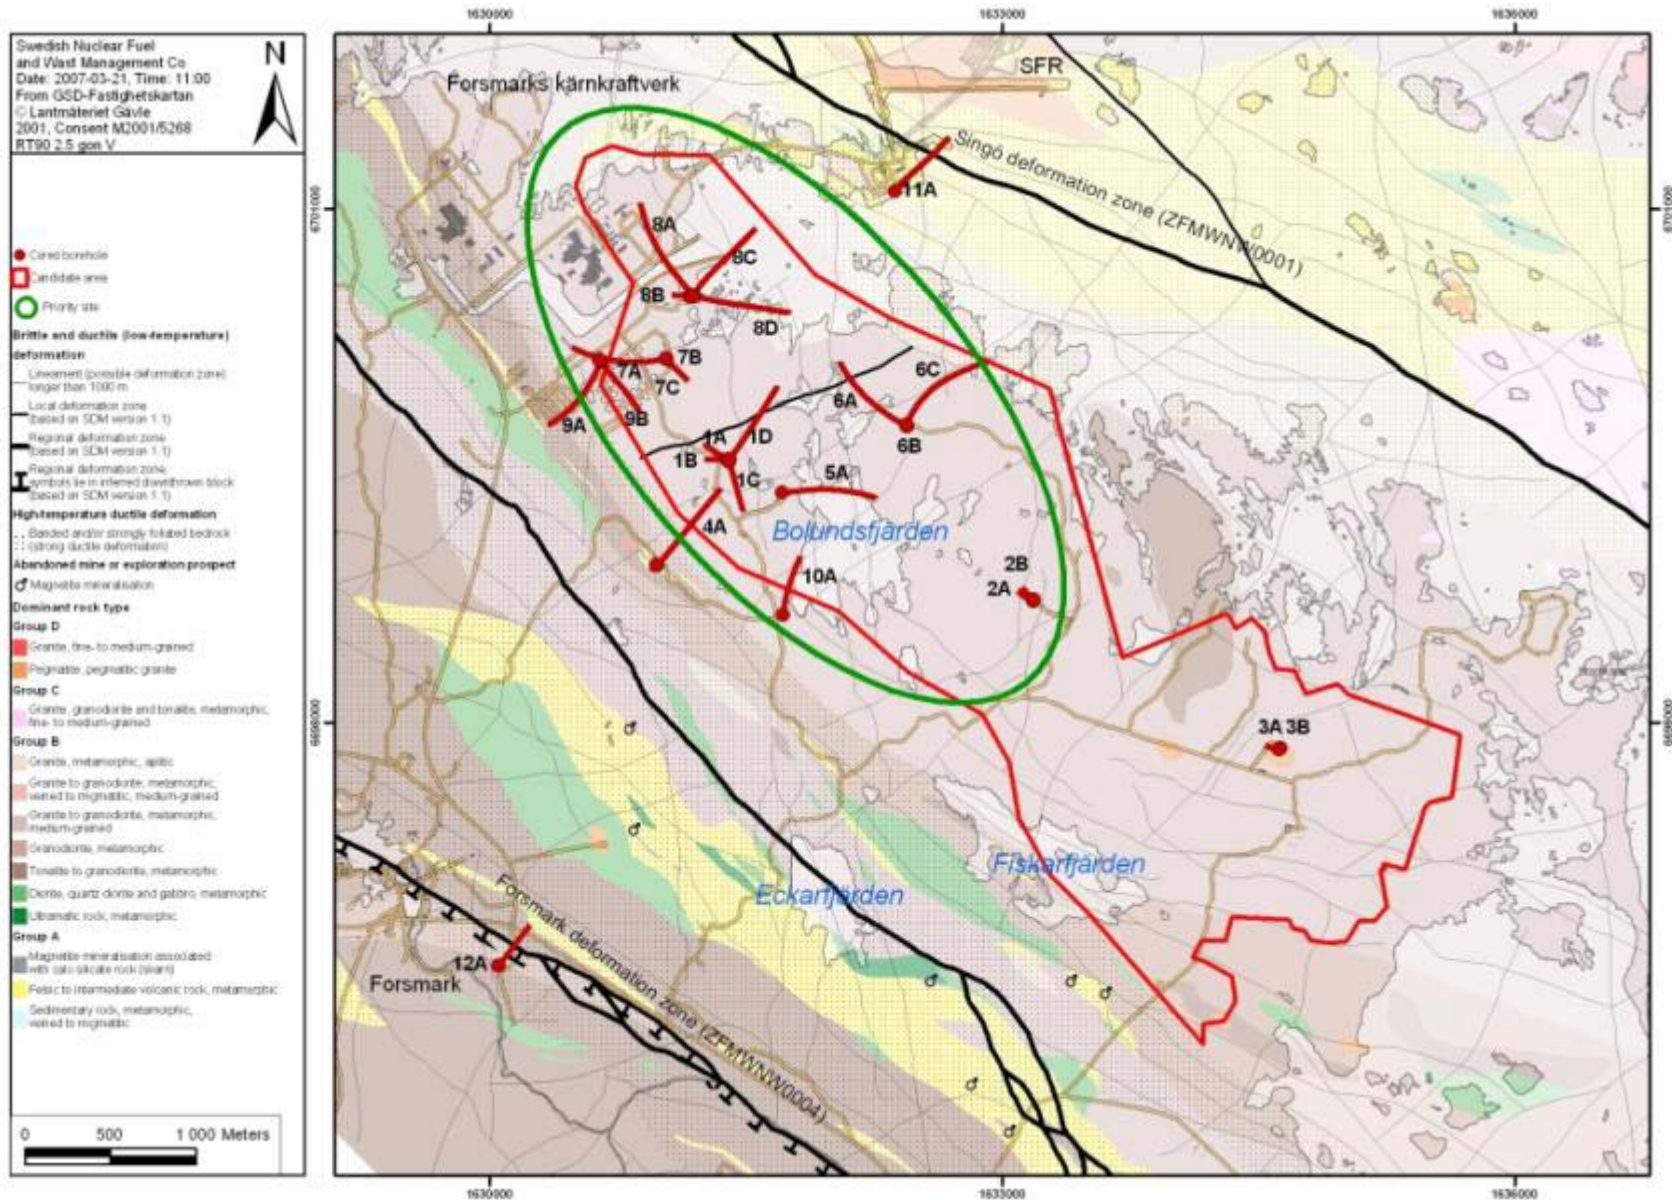 1630000
1633000
1636000
Swedish Nuclear Fuel
and Wast Management Co
Date: 2007-03-21, Time: 11:00
From GSD-Fastighetskartan
© Lantmäteriet Gävle
2001, Consent M2001/5268
RT90 2.5 gon V
N
Cored borehole
Candidate area
Priority site
Brittle and ductile (low-temperature)
deformation
Lineament (possible deformation zone)
longer than 1000 m
Local deformation zone
(based on SDM version 1.1)
Regional deformation zone
(based on SDM version 1.1)
Regional deformation zone,
symbols lie in inferred downthrown block
(based on SDM version 1.1)
High-temperature ductile deformation
Banded and/or strongly foliated bedrock
(strong ductile deformation)
Abandoned mine or exploration prospect
Magnetite mineralisation
Dominant rock type
Group D
Granite, fine- to medium-grained
Pegmatite, pegmatitic granite
Group C
Granite, granodiorite and tonalite, metamorphic,
fine- to medium-grained
Group B
Granite, metamorphic, aplitic
Granite to granodiorite, metamorphic,
veined to migmatitic, medium-grained
Granite to granodiorite, metamorphic,
medium-grained
Granodiorite, metamorphic
Tonalite to granodiorite, metamorphic
Diorite, quartz diorite and gabbro, metamorphic
Ultramafic rock, metamorphic
Group A
Magnetite mineralisation associated
with calc-silicate rock (skarn)
Felsic to intermediate volcanic rock, metamorphic
Sedimentary rock, metamorphic,
veined to migmatitic
0 500 1 000 Meters
Forsmarks kärnkraftverk
SFR
Singö deformation zone (ZFMWNW0001)
11A
6701000
6701000
8A
8C
8B
8D
7B
7A
7C
6C
6A
9B
9A
6B
1A
1D
1B
1C
5A
4A
Bolundsfjärden
10A
2B
2A
6698000
6698000
3A 3B
Fiskarfjärden
Eckarfjärden
Forsmark deformation zone (ZFMWNW0004)
12A
Forsmark
1630000
1633000
1636000